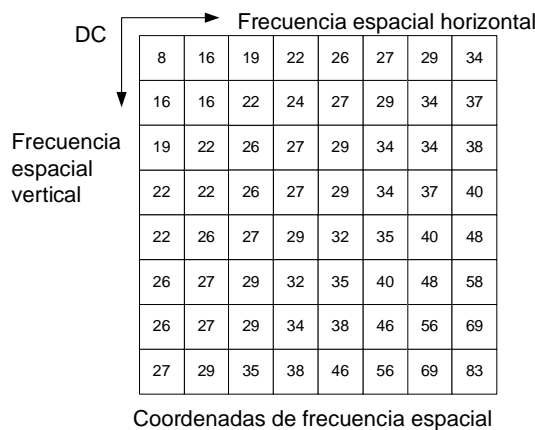 Frecuencia espacial horizontal
DC
8 16 19 22 26 27 29 34
16 16 22 24 27 29 34 37
Frecuencia
espacial
vertical
19 22 26 27 29 34 34 38
22 22 26 27 29 34 37 40
22 26 27 29 32 35 40 48
26 27 29 32 35 40 48 58
26 27 29 34 38 46 56 69
27 29 35 38 46 56 69 83
Coordenadas de frecuencia espacial